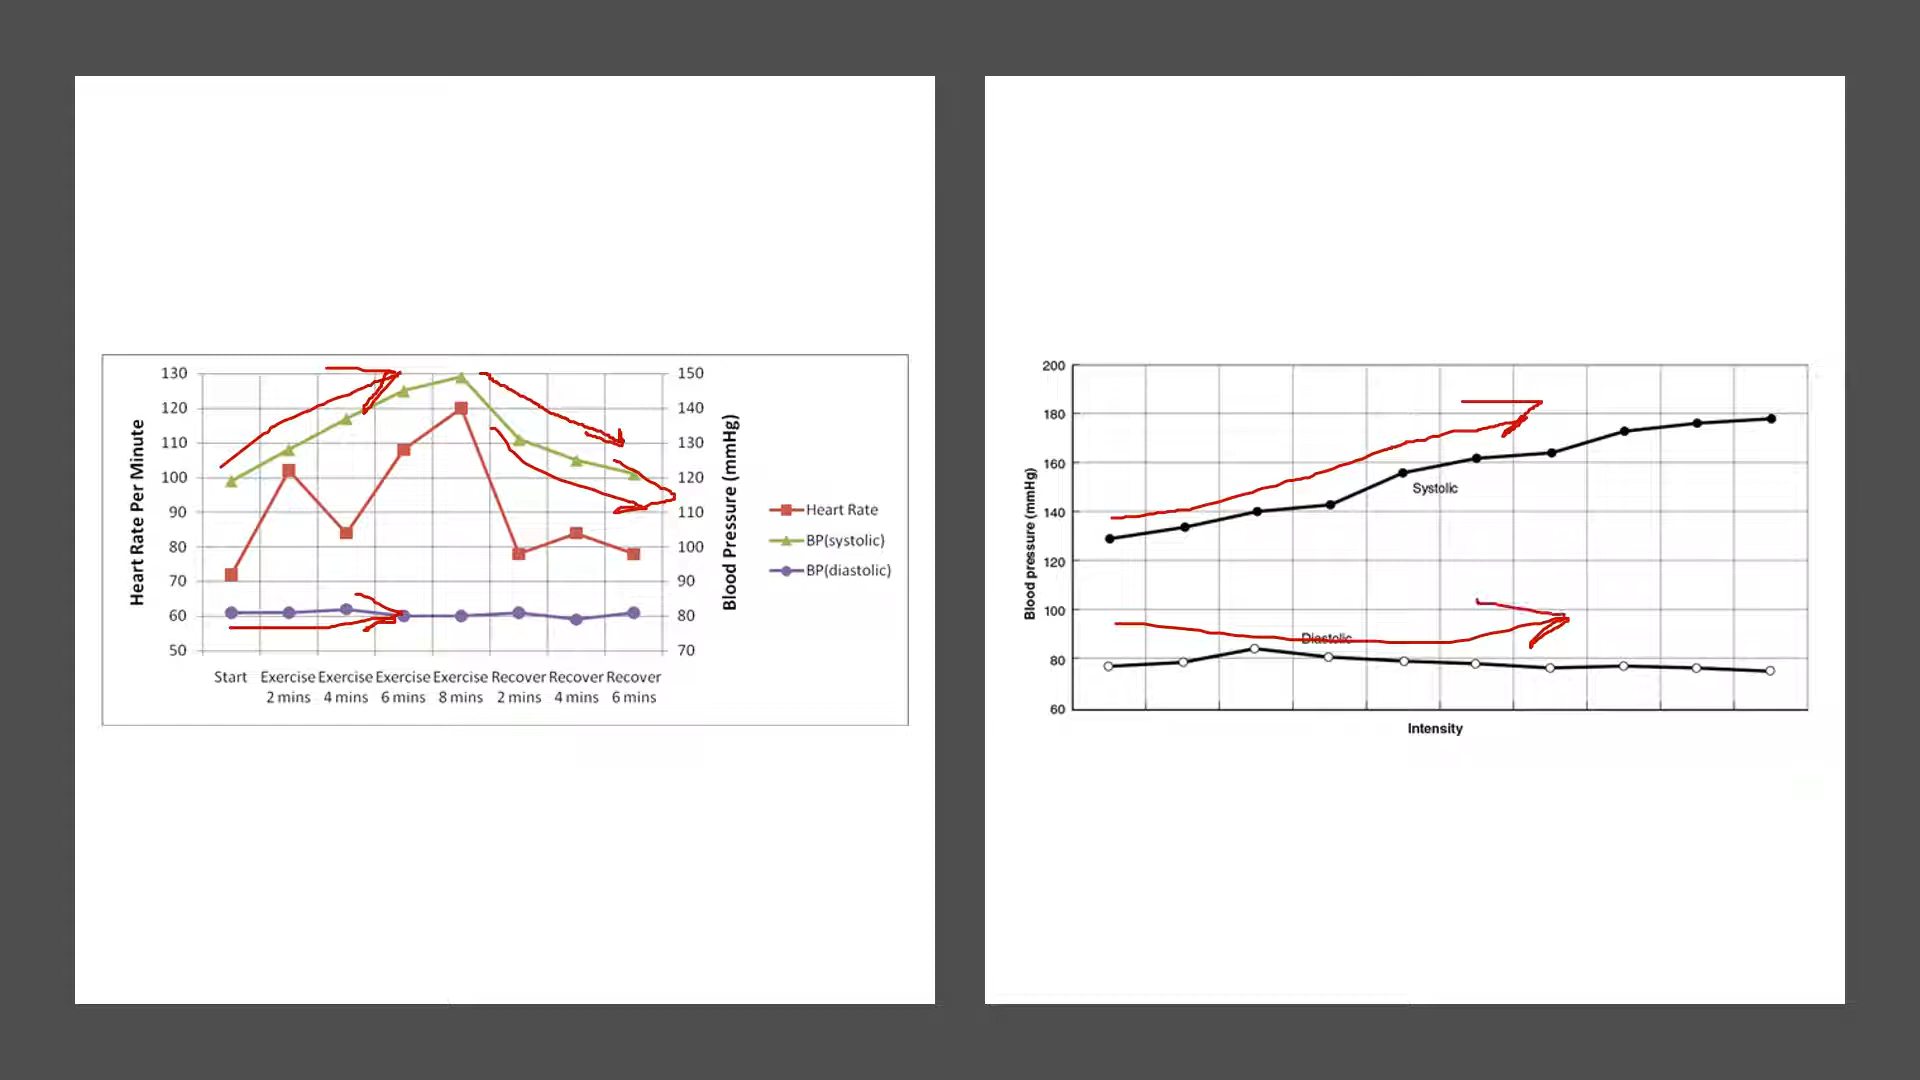 Heart Rate Per Minute
130
120
110
100
90
80
70
60
50
150
140
130
120
110
100
90
80
70
Blood Pressure (mmHg)
Start
Exercise 2 mins
Exercise 4 mins
Exercise 6 mins
Exercise 8 mins
Recover 2 mins
Recover 4 mins
Recover 6 mins
Heart Rate
BP(systolic)
BP(diastolic)
Blood pressure (mmHg)
200
180
160
140
120
100
80
60
Systolic
Diastolic
Intensity